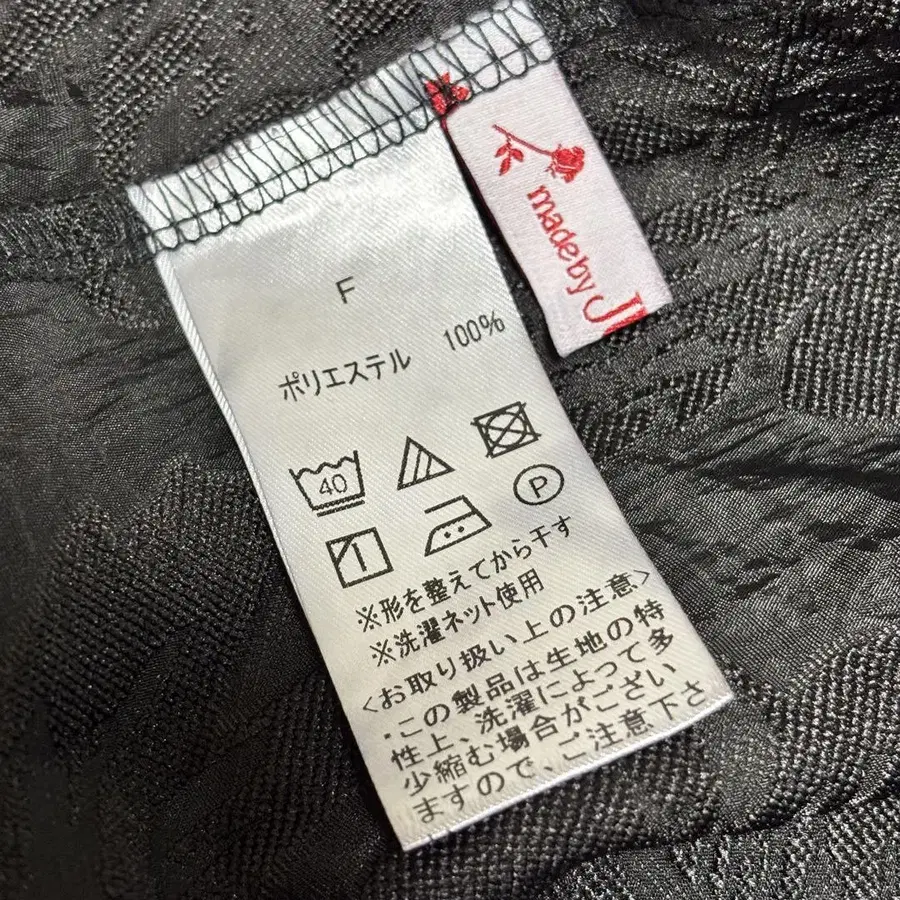 F
ポリエステル 100%
40
P
※形を整えてから干す
※洗濯ネット使用
<お取り扱い上の注意>
・この製品は生地の特
性上、洗濯によって多
少縮む場合がござい
ますので、ご注意下さ
made by